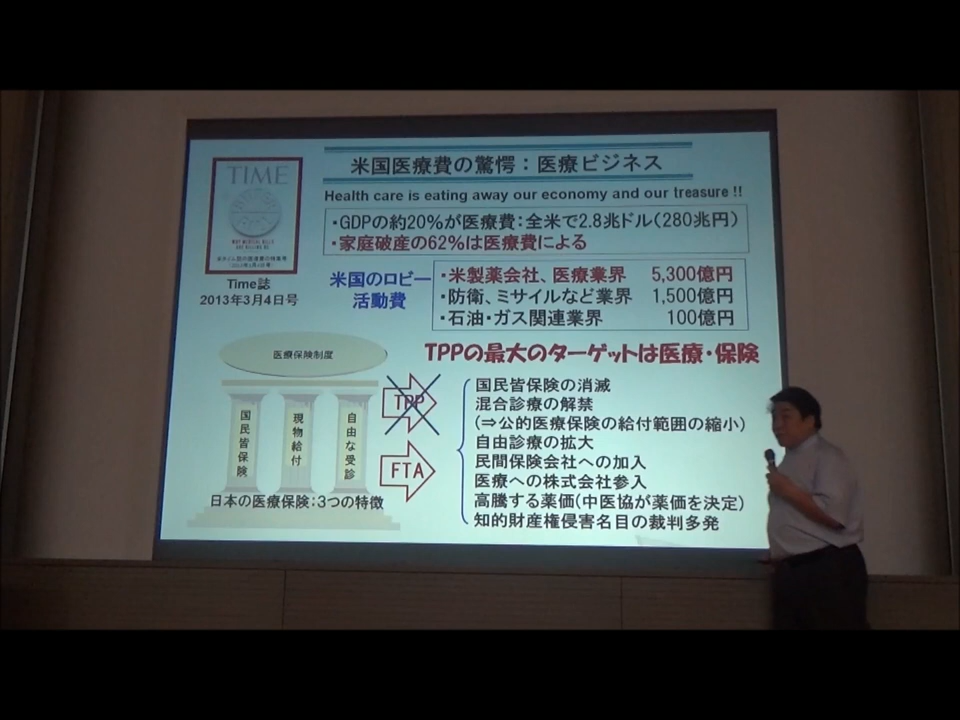 米国医療費の驚愕：医療ビジネス
TIME
WHY MEDICAL BILLS
ARE KILLING US
Time誌
2013年3月4日号
Health care is eating away our economy and our treasure !!
・GDPの約20%が医療費：全米で2.8兆ドル（280兆円）
・家庭破産の62%は医療費による
米国のロビー
活動費
・米製薬会社、医療業界 5,300億円
・防衛、ミサイルなど業界 1,500億円
・石油・ガス関連業界 100億円
TPPの最大のターゲットは医療・保険
医療保険制度
国民皆保険
現物給付
自由な受診
日本の医療保険：3つの特徴
TPP
FTA
国民皆保険の消滅
混合診療の解禁
(⇒公的医療保険の給付範囲の縮小)
自由診療の拡大
民間保険会社への加入
医療への株式会社参入
高騰する薬価(中医協が薬価を決定)
知的財産権侵害名目の裁判多発